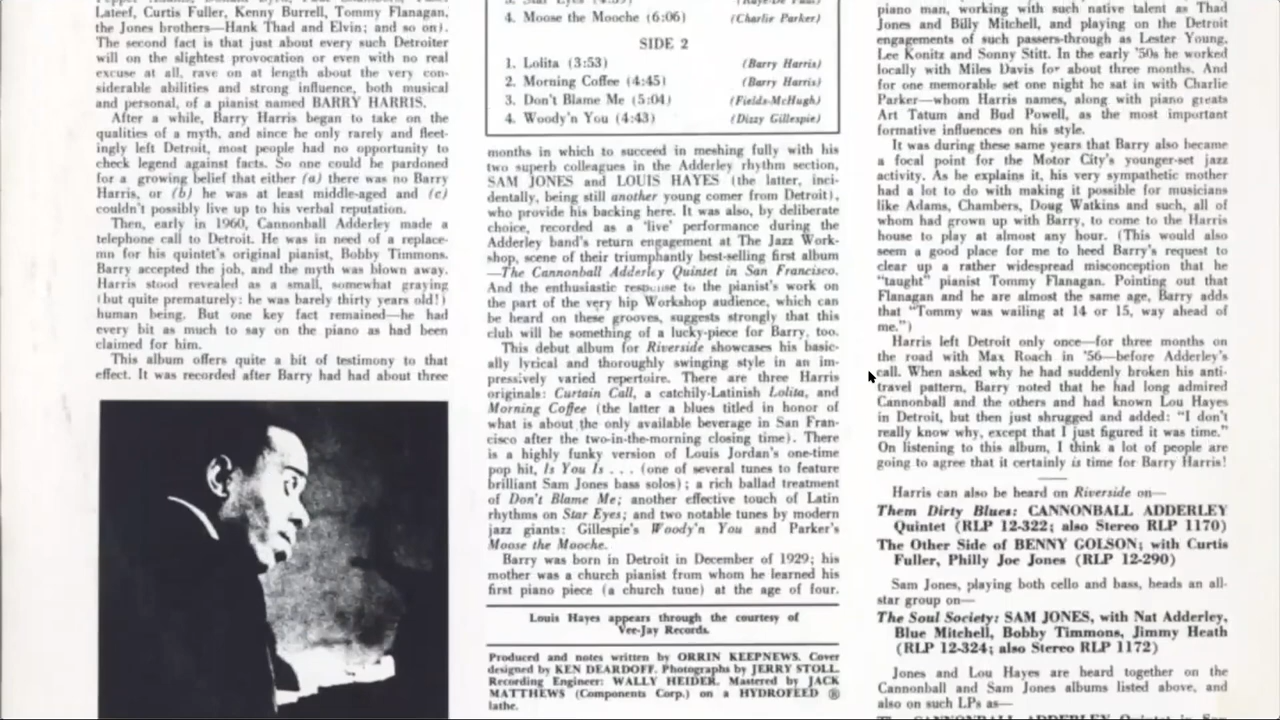 Lateef, Curtis Fuller, Kenny Burrell, Tommy Flanagan,
the Jones brothers—Hank Thad and Elvin; and so on).
The second fact is that just about every such Detroiter
will on the slightest provocation or even with no real
excuse at all, rave on at length about the very con-
siderable abilities and strong influence, both musical
and personal, of a pianist named BARRY HARRIS.
After a while, Barry Harris began to take on the
qualities of a myth, and since he only rarely and fleet-
ingly left Detroit, most people had no opportunity to
check legend against facts. So one could be pardoned
for a growing belief that either (a) there was no Barry
Harris, or (b) he was at least middle-aged and (c)
couldn't possibly live up to his verbal reputation.
Then, early in 1960, Cannonball Adderley made a
telephone call to Detroit. He was in need of a replace-
mn for his quintet's original pianist, Bobby Timmons.
Barry accepted the job, and the myth was blown away.
Harris stood revealed as a small, somewhat graying
(but quite prematurely: he was barely thirty years old!)
human being. But one key fact remained—he had
every bit as much to say on the piano as had been
claimed for him.
This album offers quite a bit of testimony to that
effect. It was recorded after Barry had had about three
4. Moose the Mooche (6:06) (Charlie Parker)
SIDE 2
1. Lolita (3:53) (Barry Harris)
2. Morning Coffee (4:45) (Barry Harris)
3. Don't Blame Me (5:04) (Fields-McHugh)
4. Woody'n You (4:43) (Dizzy Gillespie)
months in which to succeed in meshing fully with his
two superb colleagues in the Adderley rhythm section,
SAM JONES and LOUIS HAYES (the latter, inci-
dentally, being still another young comer from Detroit),
who provide his backing here. It was also, by deliberate
choice, recorded as a 'live' performance during the
Adderley band's return engagement at The Jazz Work-
shop, scene of their triumphantly best-selling first album
—The Cannonball Adderley Quintet in San Francisco.
And the enthusiastic response to the pianist's work on
the part of the very hip Workshop audience, which can
be heard on these grooves, suggests strongly that this
club will be something of a lucky-piece for Barry, too.
This debut album for Riverside showcases his basic-
ally lyrical and thoroughly swinging style in an im-
pressively varied repertoire. There are three Harris
originals: Curtain Call, a catchily-Latinish Lolita, and
Morning Coffee (the latter a blues titled in honor of
what is about the only available beverage in San Fran-
cisco after the two-in-the-morning closing time). There
is a highly funky version of Louis Jordan's one-time
pop hit, Is You Is . . . (one of several tunes to feature
brilliant Sam Jones bass solos); a rich ballad treatment
of Don't Blame Me; another effective touch of Latin
rhythms on Star Eyes; and two notable tunes by modern
jazz giants: Gillespie's Woody'n You and Parker's
Moose the Mooche.
Barry was born in Detroit in December of 1929; his
mother was a church pianist from whom he learned his
first piano piece (a church tune) at the age of four.
Louis Hayes appears through the courtesy of
Vee-Jay Records.
Produced and notes written by ORRIN KEEPNEWS. Cover
designed by KEN DEARDOFF. Photographs by JERRY STOLL.
Recording Engineer: WALLY HEIDER. Mastered by JACK
MATTHEWS (Components Corp.) on a HYDROFEED ®
lathe.
piano man, working with such native talent as Thad
Jones and Billy Mitchell, and playing on the Detroit
engagements of such passers-through as Lester Young,
Lee Konitz and Sonny Stitt. In the early '50s he worked
locally with Miles Davis for about three months. And
for one memorable set one night he sat in with Charlie
Parker—whom Harris names, along with piano greats
Art Tatum and Bud Powell, as the most important
formative influences on his style.
It was during these same years that Barry also became
a focal point for the Motor City's younger-set jazz
activity. As he explains it, his very sympathetic mother
had a lot to do with making it possible for musicians
like Adams, Chambers, Doug Watkins and such, all of
whom had grown up with Barry, to come to the Harris
house to play at almost any hour. (This would also
seem a good place for me to heed Barry's request to
clear up a rather widespread misconception that he
"taught" pianist Tommy Flanagan. Pointing out that
Flanagan and he are almost the same age, Barry adds
that "Tommy was wailing at 14 or 15, way ahead of
me.")
Harris left Detroit only once—for three months on
the road with Max Roach in '56—before Adderley's
call. When asked why he had suddenly broken his anti-
travel pattern, Barry noted that he had long admired
Cannonball and the others and had known Lou Hayes
in Detroit, but then just shrugged and added: "I don't
really know why, except that I just figured it was time."
On listening to this album, I think a lot of people are
going to agree that it certainly is time for Barry Harris!
Harris can also be heard on Riverside on—
Them Dirty Blues: CANNONBALL ADDERLEY
Quintet (RLP 12-322; also Stereo RLP 1170)
The Other Side of BENNY GOLSON; with Curtis
Fuller, Philly Joe Jones (RLP 12-290)
Sam Jones, playing both cello and bass, heads an all-
star group on—
The Soul Society: SAM JONES, with Nat Adderley,
Blue Mitchell, Bobby Timmons, Jimmy Heath
(RLP 12-324; also Stereo RLP 1172)
Jones and Lou Hayes are heard together on the
Cannonball and Sam Jones albums listed above, and
also on such LPs as—